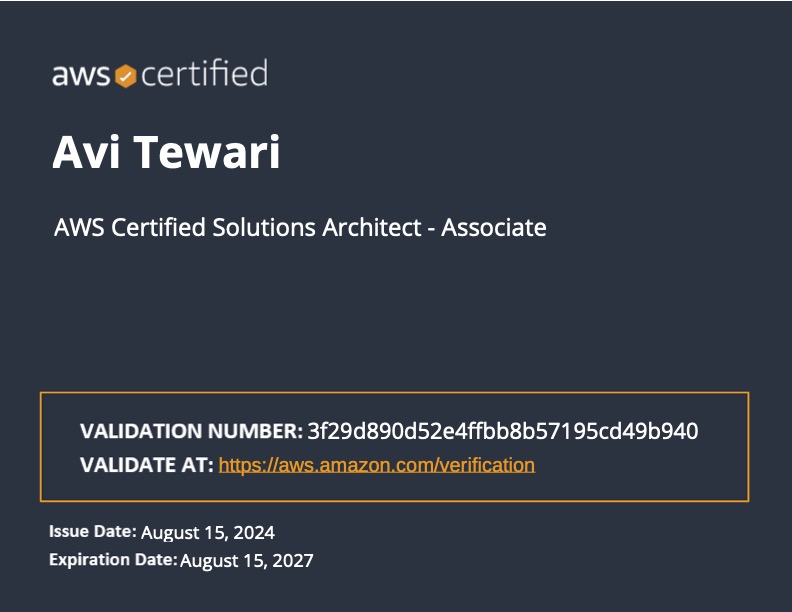 aws certified
Avi Tewari
AWS Certified Solutions Architect - Associate
VALIDATION NUMBER: 3f29d890d52e4ffbb8b57195cd49b940
VALIDATE AT: https://aws.amazon.com/verification
Issue Date: August 15, 2024
Expiration Date: August 15, 2027